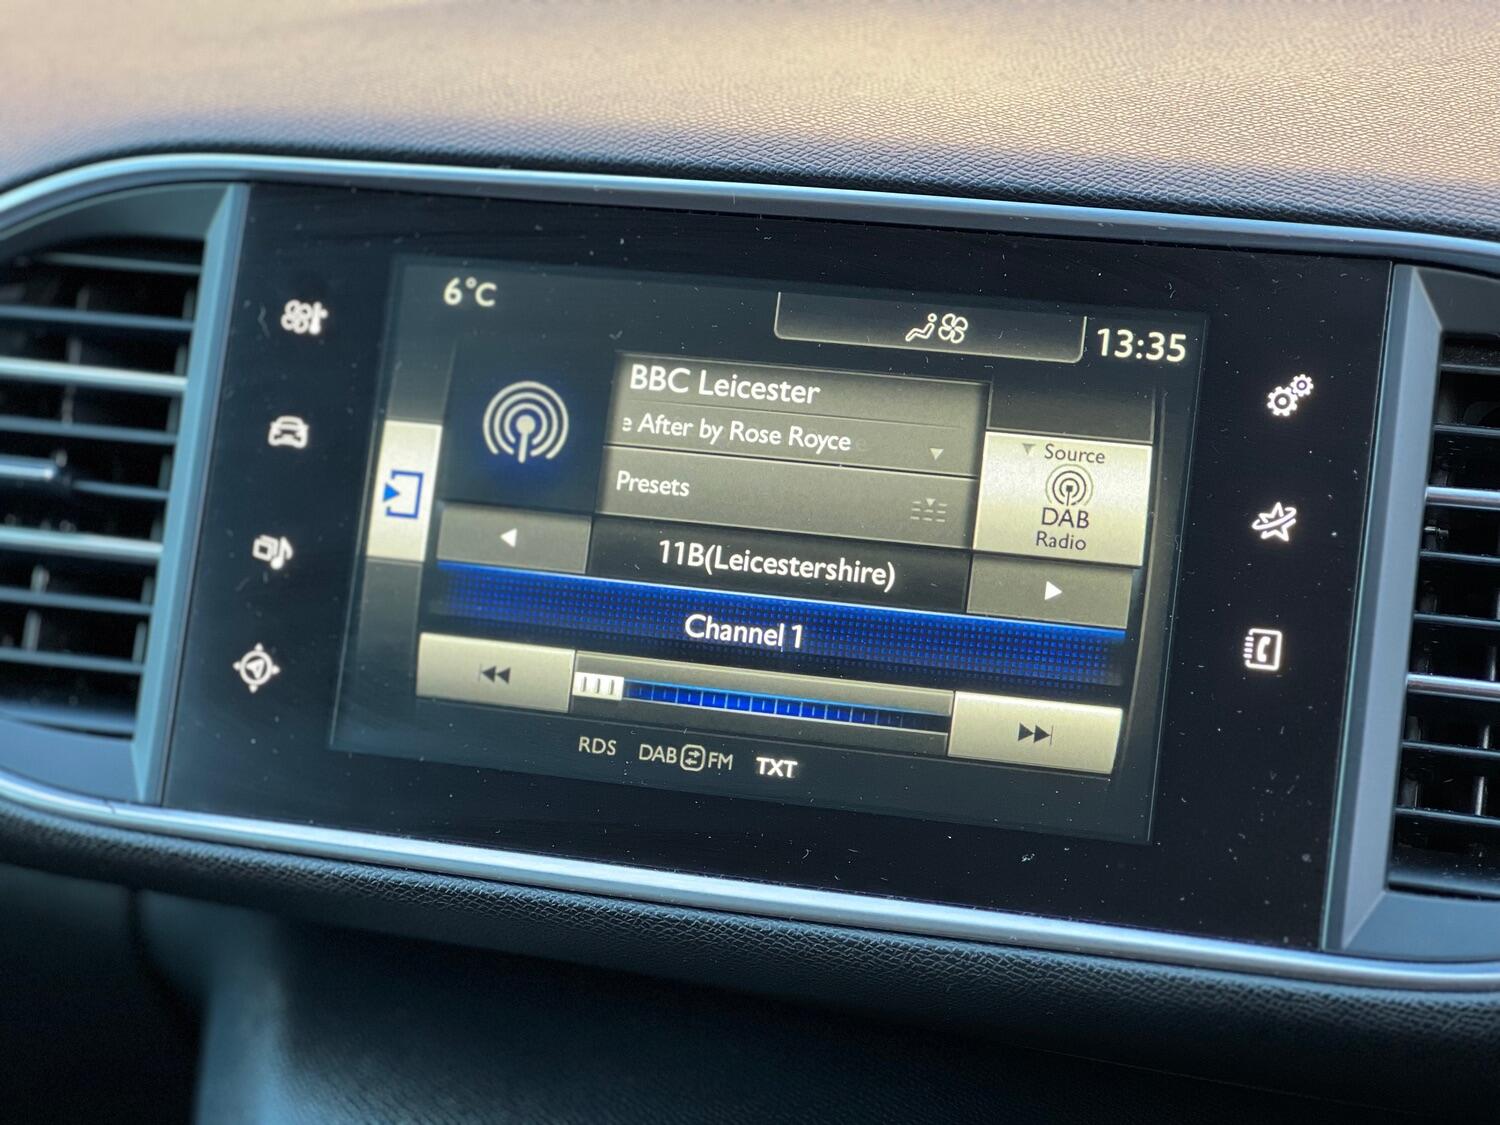 6°C
13:35
BBC Leicester
e After by Rose Royce
Presets
Source
DAB
Radio
11B(Leicestershire)
Channel 1
RDS DAB FM TXT